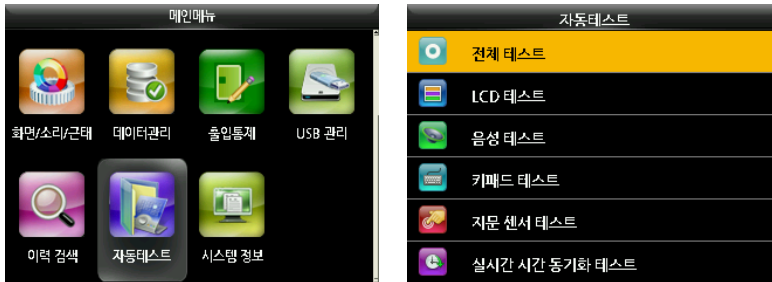 메인메뉴
화면/소리/근태
데이터관리
출입통제
USB 관리
이력 검색
자동테스트
시스템 정보
자동테스트
전체 테스트
LCD 테스트
음성 테스트
키패드 테스트
지문 센서 테스트
실시간 시간 동기화 테스트